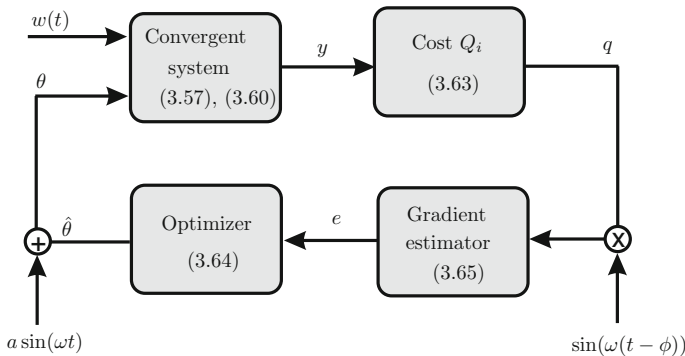 w(t)
Convergent
system
(3.57), (3.60)
θ
y
Cost Q_i
(3.63)
q
Optimizer
(3.64)
θ̂
e
Gradient
estimator
(3.65)
+
x
a sin(ωt)
sin(ω(t − ϕ))